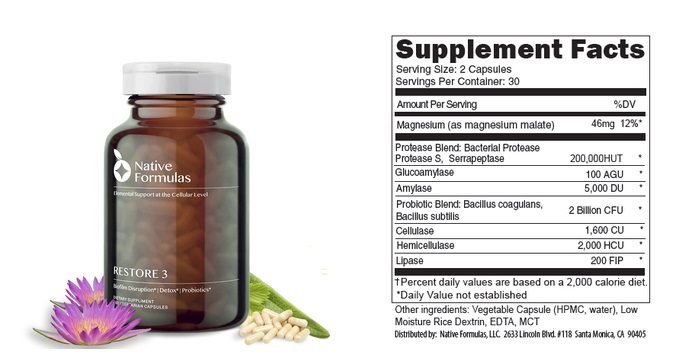 Native
Formulas
Elemental Support at the Cellular Level
RESTORE 3
Biofilm Disruption* | Detox* | Probiotics*
DIETARY SUPPLIMENT
VEGETARIAN CAPSULES
Supplement Facts
Serving Size: 2 Capsules
Servings Per Container: 30
Amount Per Serving %DV
Magnesium (as magnesium malate) 46mg 12%*
Protease Blend: Bacterial Protease
Protease S, Serrapeptase 200,000HUT *
Glucoamylase 100 AGU *
Amylase 5,000 DU *
Probiotic Blend: Bacillus coagulans,
Bacillus subtilis 2 Billion CFU *
Cellulase 1,600 CU *
Hemicellulase 2,000 HCU *
Lipase 200 FIP *
†Percent daily values are based on a 2,000 calorie diet.
*Daily Value not established
Other ingredients: Vegetable Capsule (HPMC, water), Low
Moisture Rice Dextrin, EDTA, MCT
Distributed by: Native Formulas, LLC. 2633 Lincoln Blvd. #118 Santa Monica, CA 90405